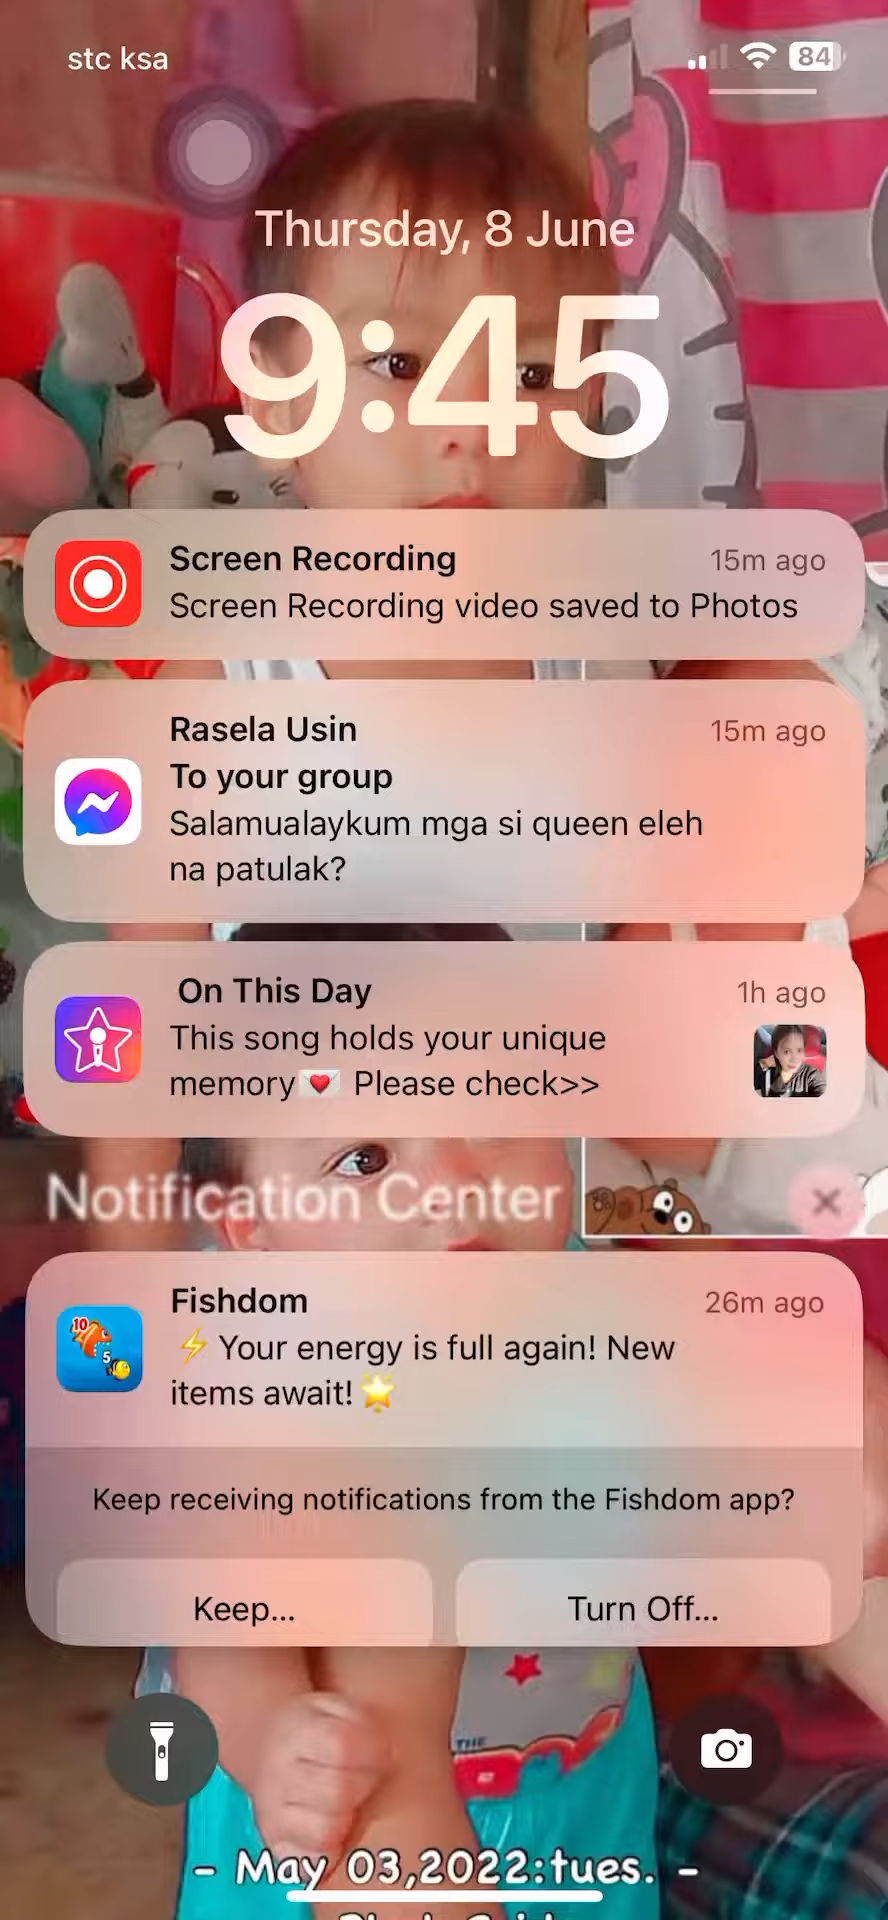 stc ksa
84
Thursday, 8 June
9:45
Screen Recording
15m ago
Screen Recording video saved to Photos
Rasela Usin
15m ago
To your group
Salamualaykum mga si queen eleh
na patulak?
On This Day
1h ago
This song holds your unique
memory💌 Please check>>
Notification Center
Fishdom
26m ago
10
5
⚡Your energy is full again! New
items await!🌟
Keep receiving notifications from the Fishdom app?
Keep...
Turn Off...
THE
- May 03,2022:tues. -